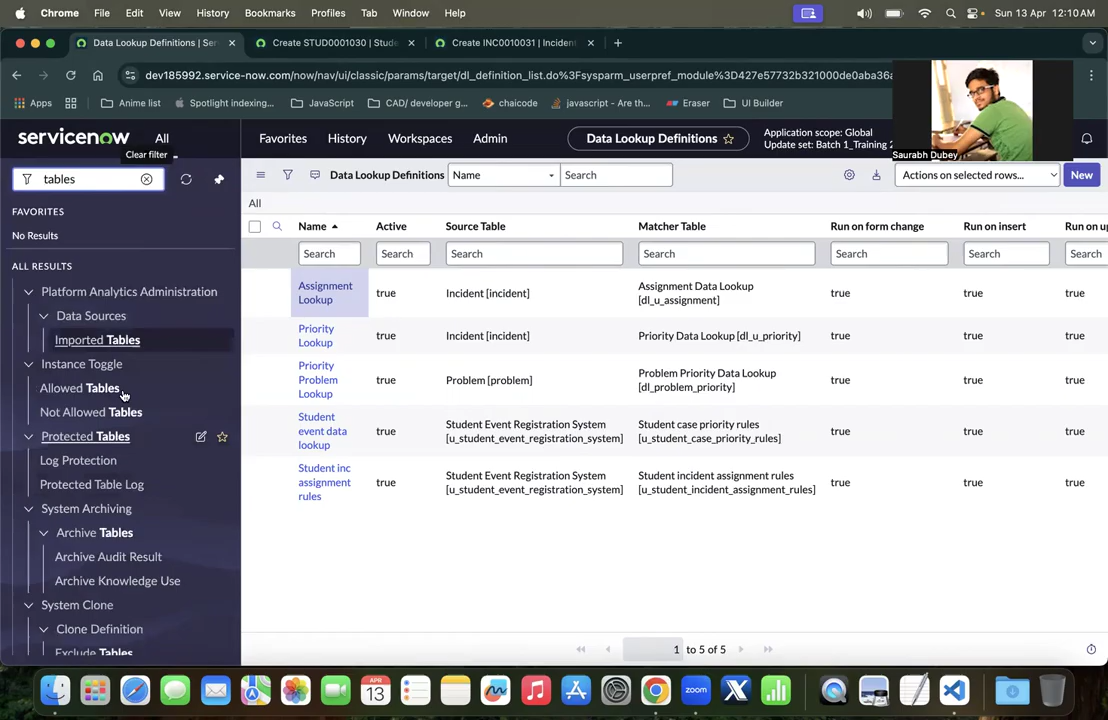 Chrome File Edit View History Bookmarks Profiles Tab Window Help Sun 13 Apr 12:10 AM
Data Lookup Definitions | Ser Create STUD0001030 | Stude Create INC0010031 | Incident
dev185992.service-now.com/now/nav/ui/classic/params/target/dl_definition_list.do%3Fsysparm_userpref_module%3D427e57732b321000de0aba36a
Apps Anime list Spotlight indexing... JavaScript CAD/ developer g... chaicode javascript - Are th... Eraser UI Builder
servicenow All Favorites History Workspaces Admin Data Lookup Definitions
Application scope: Global
Update set: Batch 1_Training 2
Saurabh Dubey
Clear filter
tables
Data Lookup Definitions Name Search Actions on selected rows... New
All
FAVORITES
No Results
ALL RESULTS
Platform Analytics Administration
Data Sources
Imported Tables
Instance Toggle
Allowed Tables
Not Allowed Tables
Protected Tables
Log Protection
Protected Table Log
System Archiving
Archive Tables
Archive Audit Result
Archive Knowledge Use
System Clone
Clone Definition
Exclude Tables
Name Active Source Table Matcher Table Run on form change Run on insert Run on up
Search Search Search Search Search Search Search
Assignment Lookup true Incident [incident] Assignment Data Lookup [dl_u_assignment] true true true
Priority Lookup true Incident [incident] Priority Data Lookup [dl_u_priority] true true true
Priority Problem Lookup true Problem [problem] Problem Priority Data Lookup [dl_problem_priority] true true true
Student event data lookup true Student Event Registration System [u_student_event_registration_system] Student case priority rules [u_student_case_priority_rules] true true true
Student inc assignment rules true Student Event Registration System [u_student_event_registration_system] Student incident assignment rules [u_student_incident_assignment_rules] true true true
1 to 5 of 5
APR
13
zoom